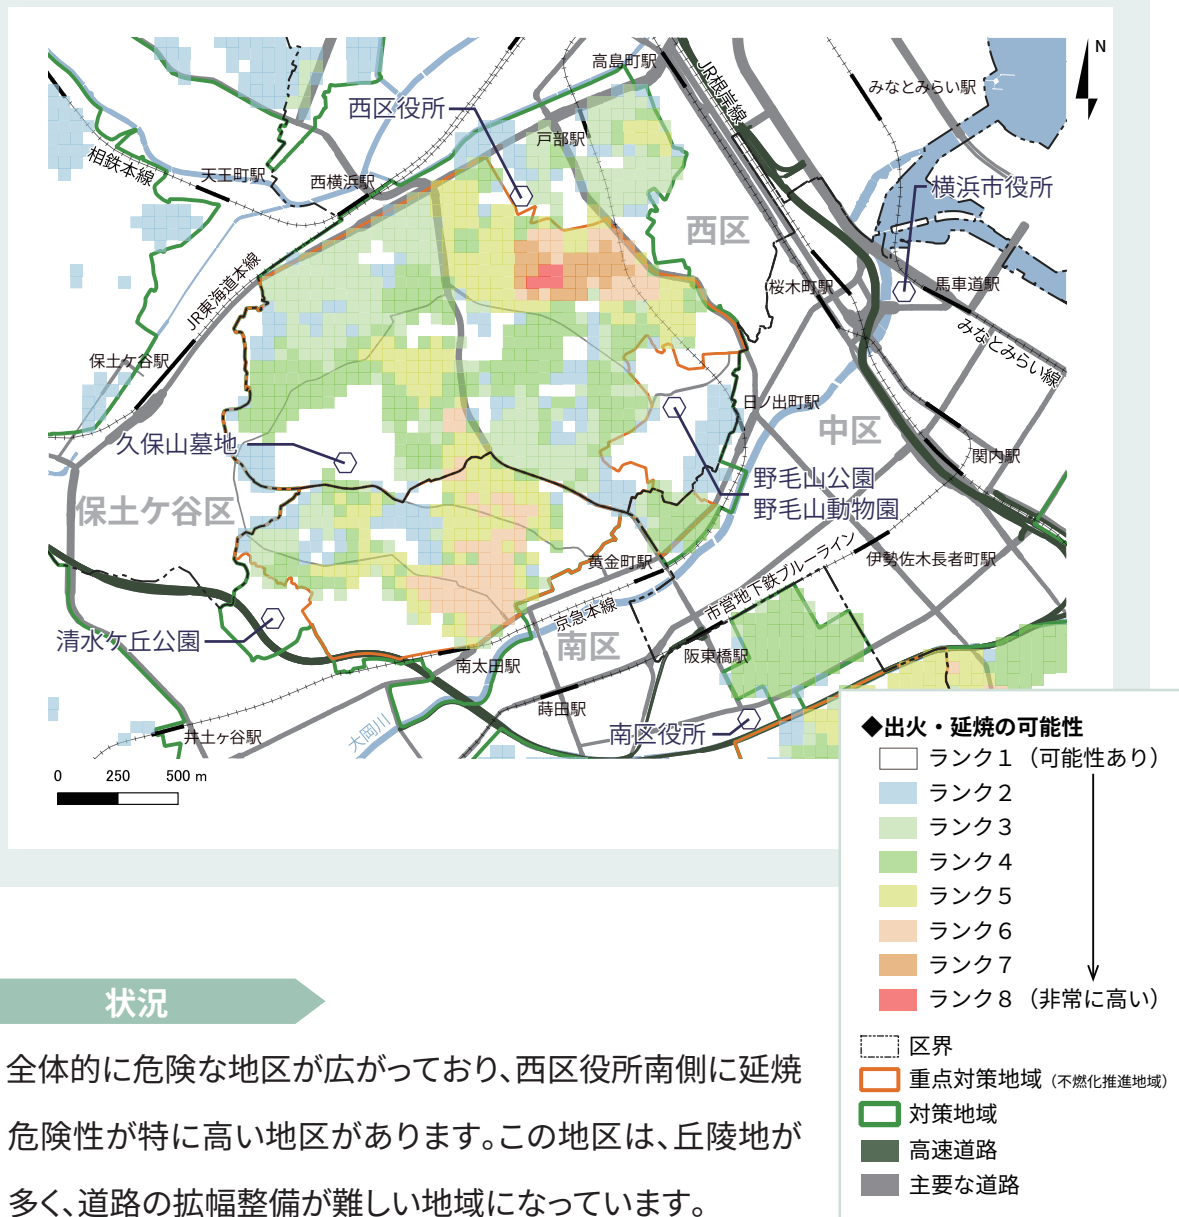 高島町駅
N
JR根岸線
みなとみらい駅
西区役所
戸部駅
相鉄本線
天王町駅
西横浜駅
横浜市役所
西区
JR東海道本線
桜木町駅
馬車道駅
みなとみらい線
保土ケ谷駅
日ノ出町駅
中区
久保山墓地
関内駅
野毛山公園
野毛山動物園
保土ケ谷区
黄金町駅
市営地下鉄ブルーライン
伊勢佐木長者町駅
京急本線
清水ケ丘公園
南区
南太田駅
阪東橋駅
蒔田駅
大岡川
井土ケ谷駅
南区役所
0 250 500 m
◆出火・延焼の可能性
ランク1（可能性あり）
ランク2
ランク3
ランク4
ランク5
ランク6
ランク7
ランク8（非常に高い）
区界
重点対策地域（不燃化推進地域）
対策地域
高速道路
主要な道路
状況
全体的に危険な地区が広がっており、西区役所南側に延焼
危険性が特に高い地区があります。この地区は、丘陵地が
多く、道路の拡幅整備が難しい地域になっています。